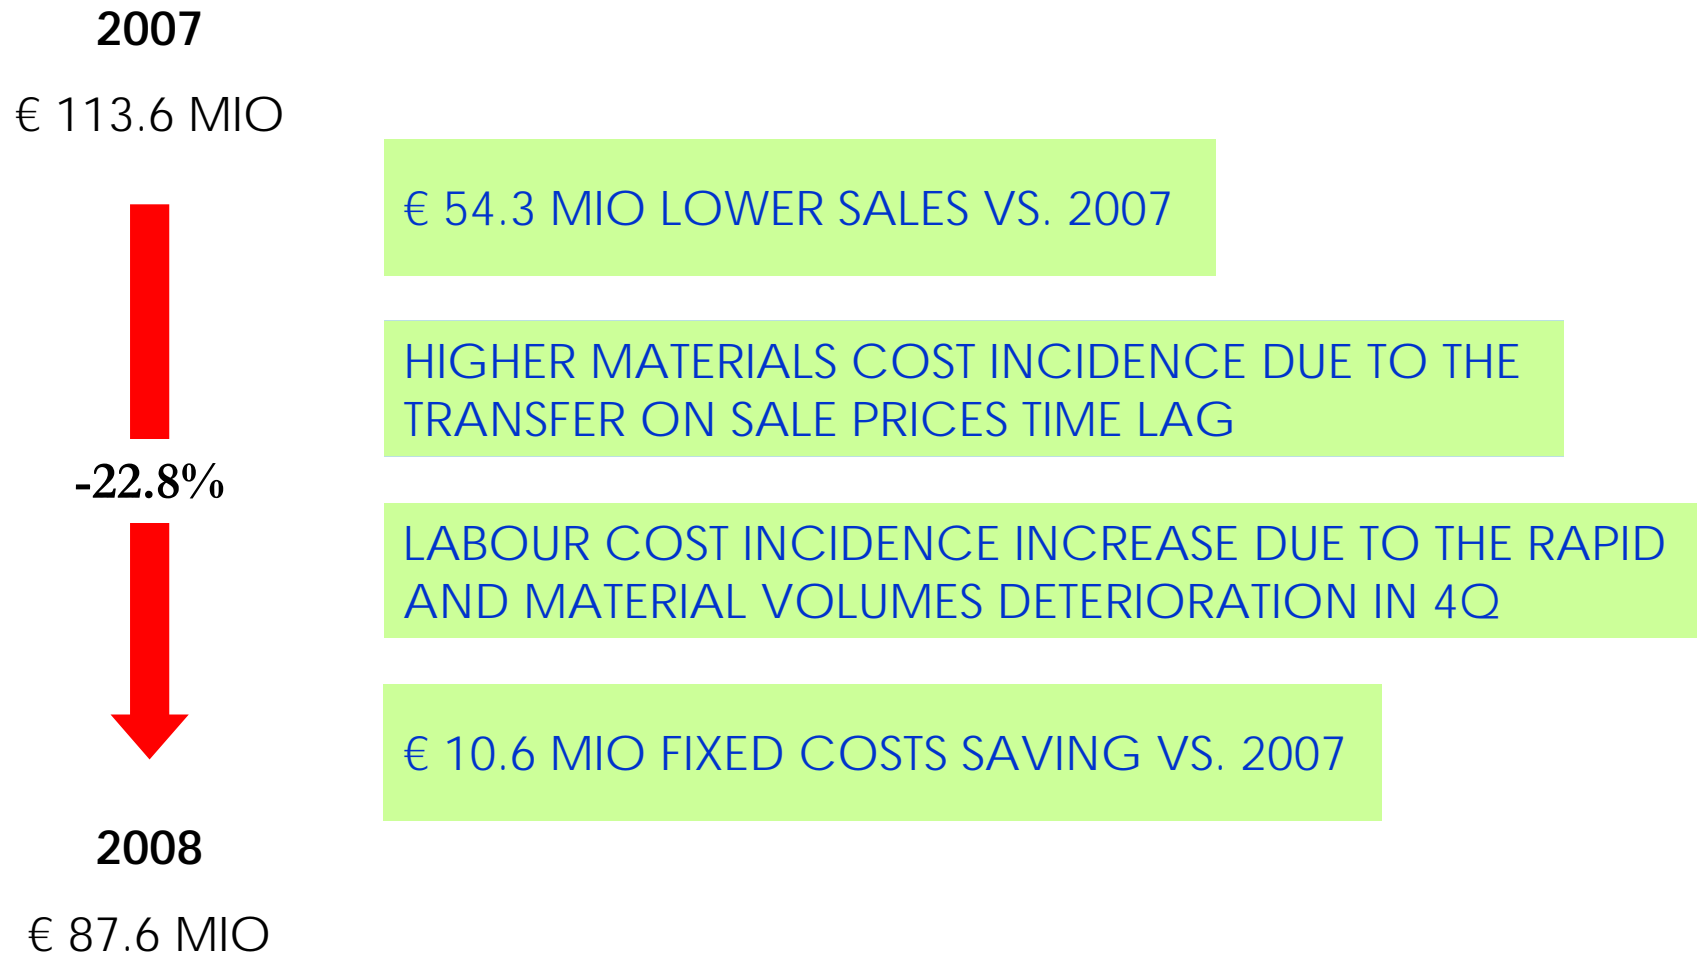 2007
€ 113.6 MIO
€ 54.3 MIO LOWER SALES VS. 2007
HIGHER MATERIALS COST INCIDENCE DUE TO THE
TRANSFER ON SALE PRICES TIME LAG
-22.8%
LABOUR COST INCIDENCE INCREASE DUE TO THE RAPID
AND MATERIAL VOLUMES DETERIORATION IN 4Q
€ 10.6 MIO FIXED COSTS SAVING VS. 2007
2008
€ 87.6 MIO